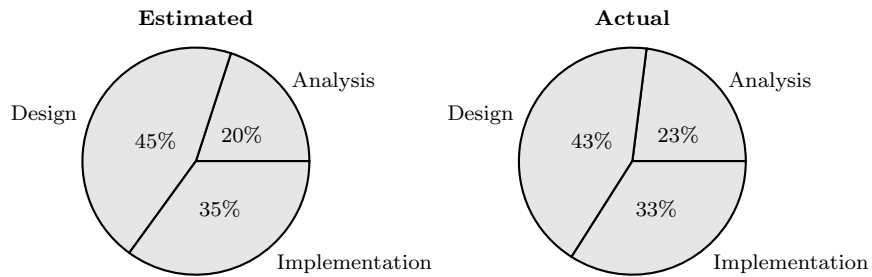 Estimated
Analysis
Design
45%
20%
35%
Implementation
Actual
Analysis
Design
43%
23%
33%
Implementation